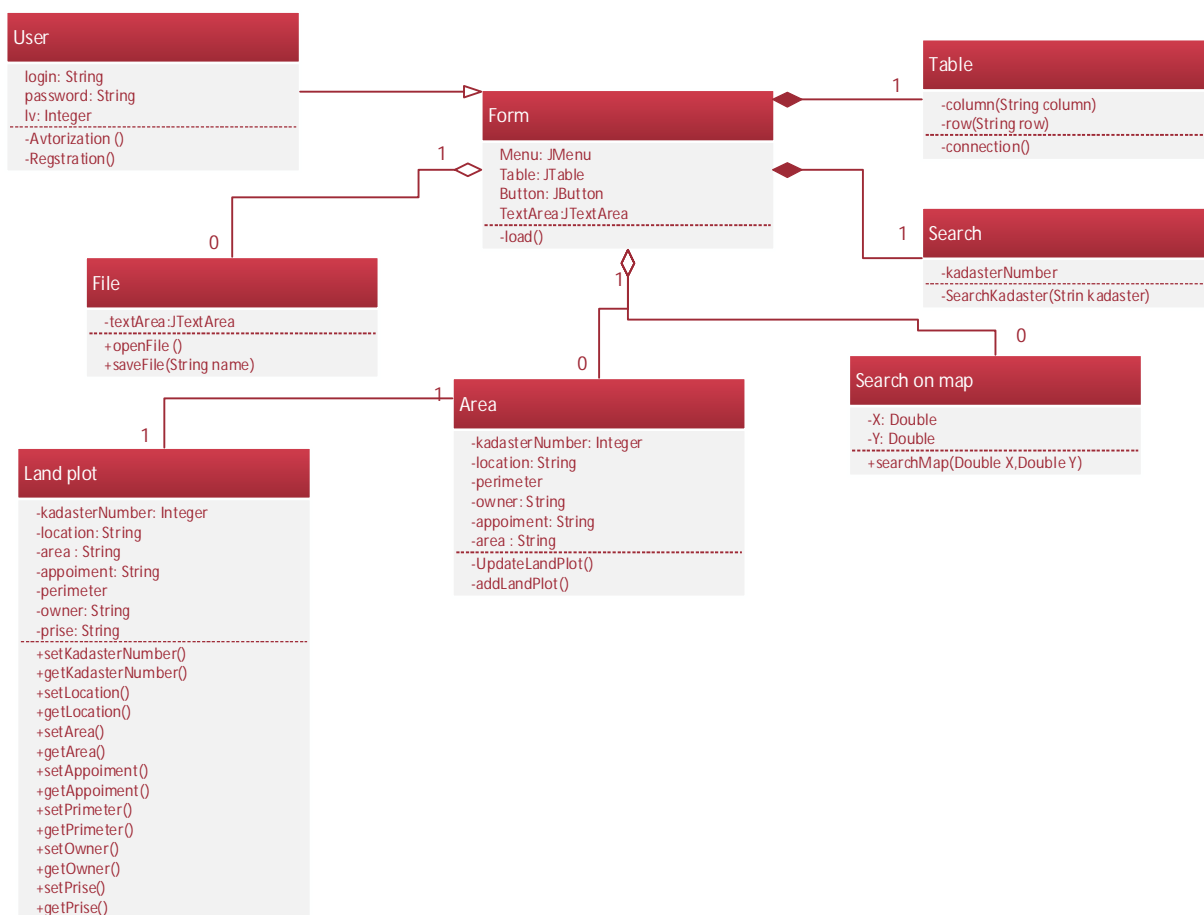 User
login: String
password: String
lv: Integer
-Avtorization ()
-Regstration()
Form
Menu: JMenu
Table: JTable
Button: JButton
TextArea:JTextArea
-load()
1
Table
-column(String column)
-row(String row)
-connection()
1
Search
-kadasterNumber
-SearchKadaster(Strin kadaster)
1
0
File
-textArea:JTextArea
+openFile ()
+saveFile(String name)
1
0
0
Search on map
-X: Double
-Y: Double
+searchMap(Double X,Double Y)
Area
-kadasterNumber: Integer
-location: String
-perimeter
-owner: String
-appoiment: String
-area : String
-UpdateLandPlot()
-addLandPlot()
1
1
Land plot
-kadasterNumber: Integer
-location: String
-area : String
-appoiment: String
-perimeter
-owner: String
-prise: String
+setKadasterNumber()
+getKadasterNumber()
+setLocation()
+getLocation()
+setArea()
+getArea()
+setAppoiment()
+getAppoiment()
+setPrimeter()
+getPrimeter()
+setOwner()
+getOwner()
+setPrise()
+getPrise()